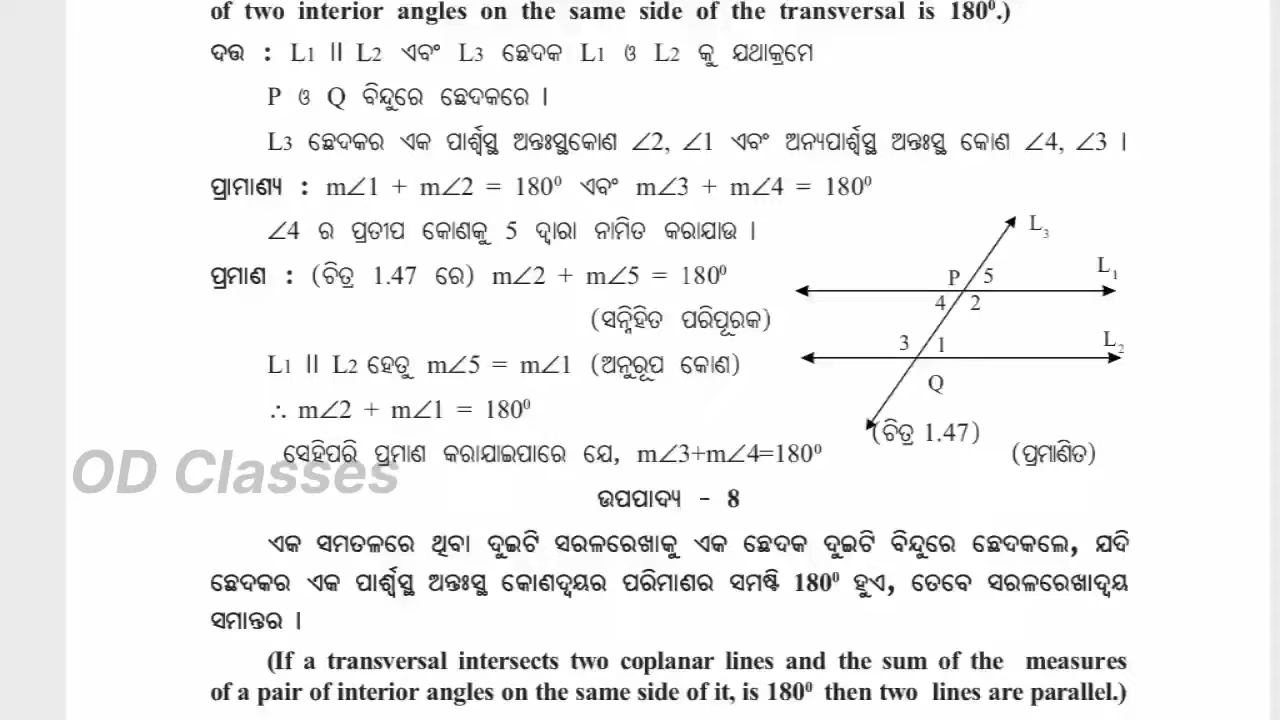 of two interior angles on the same side of the transversal is 180⁰.)
ଦତ୍ତ : L₁ || L₂ ଏବଂ L₃ ଛେଦକ L₁ ଓ L₂ କୁ ଯଥାକ୍ରମେ
P ଓ Q ବିନ୍ଦୁରେ ଛେଦକରେ ।
L₃ ଛେଦକର ଏକ ପାର୍ଶ୍ୱସ୍ଥ ଅନ୍ତଃସ୍ଥକୋଣ ∠2, ∠1 ଏବଂ ଅନ୍ୟପାର୍ଶ୍ୱସ୍ଥ ଅନ୍ତଃସ୍ଥ କୋଣ ∠4, ∠3 ।
ପ୍ରାମାଣ୍ୟ : m∠1 + m∠2 = 180⁰ ଏବଂ m∠3 + m∠4 = 180⁰
∠4 ର ପ୍ରତୀପ କୋଣକୁ 5 ଦ୍ୱାରା ନାମିତ କରାଯାଉ ।
ପ୍ରମାଣ : (ଚିତ୍ର 1.47 ରେ) m∠2 + m∠5 = 180⁰
(ସନ୍ନିହିତ ପରିପୂରକ)
L₁ || L₂ ହେତୁ m∠5 = m∠1 (ଅନୁରୂପ କୋଣ)
∴ m∠2 + m∠1 = 180⁰
ସେହିପରି ପ୍ରମାଣ କରାଯାଇପାରେ ଯେ, m∠3+m∠4=180⁰ (ପ୍ରମାଣିତ)
L₃
P 5 L₁
4 2
3 1 L₂
Q
(ଚିତ୍ର 1.47)
OD Classes
ଉପପାଦ୍ୟ - 8
ଏକ ସମତଳରେ ଥିବା ଦୁଇଟି ସରଳରେଖାକୁ ଏକ ଛେଦକ ଦୁଇଟି ବିନ୍ଦୁରେ ଛେଦକଲେ, ଯଦି
ଛେଦକର ଏକ ପାର୍ଶ୍ୱସ୍ଥ ଅନ୍ତଃସ୍ଥ କୋଣଦ୍ୱୟର ପରିମାଣର ସମଷ୍ଟି 180⁰ ହୁଏ, ତେବେ ସରଳରେଖାଦ୍ୱୟ
ସମାନ୍ତର ।
(If a transversal intersects two coplanar lines and the sum of the measures
of a pair of interior angles on the same side of it, is 180⁰ then two lines are parallel.)